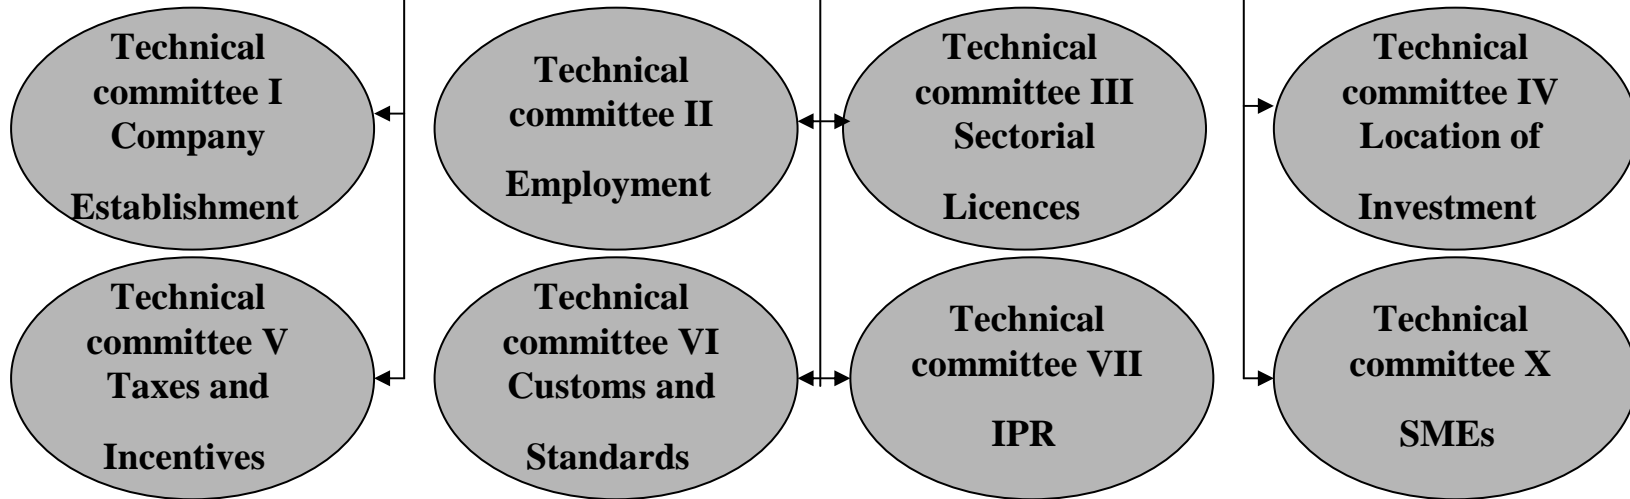 Technical
committee I
Company
Establishment
Technical
committee II
Employment
Technical
committee III
Sectorial
Licences
Technical
committee IV
Location of
Investment
Technical
committee V
Taxes and
Incentives
Technical
committee VI
Customs and
Standards
Technical
committee VII
IPR
Technical
committee X
SMEs